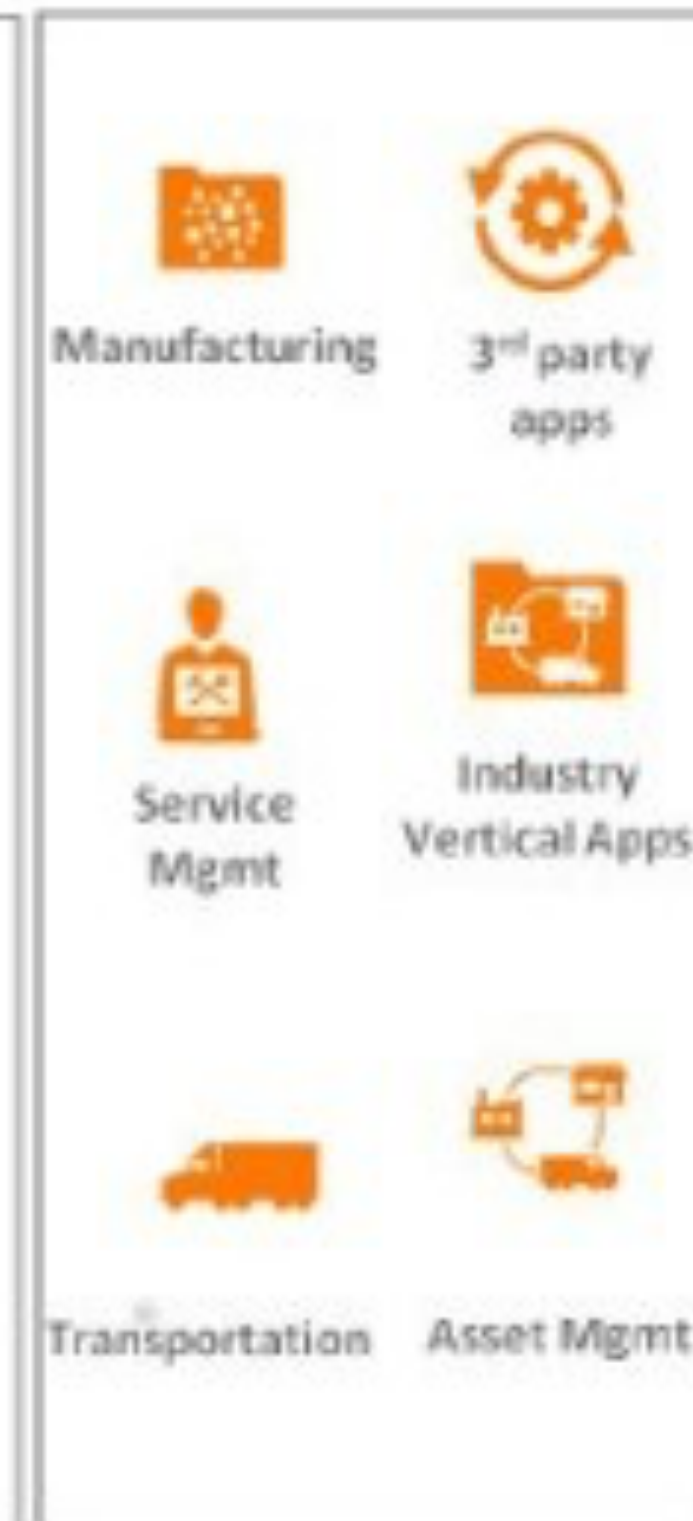 Manufacturing
3rd party
apps
Service
Mgmt
Industry
Vertical Apps
Transportation
Asset Mgmt